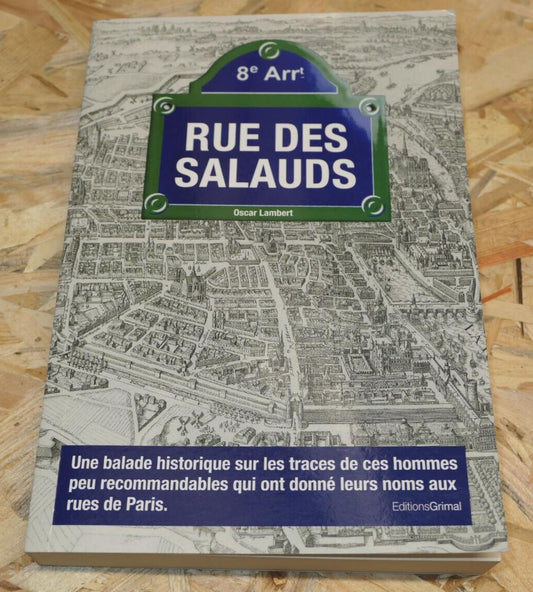 8e Arrt
RUE DES
SALAUDS
Oscar Lambert
Une balade historique sur les traces de ces hommes
peu recommandables qui ont donné leurs noms aux
rues de Paris.
EditionsGrimal